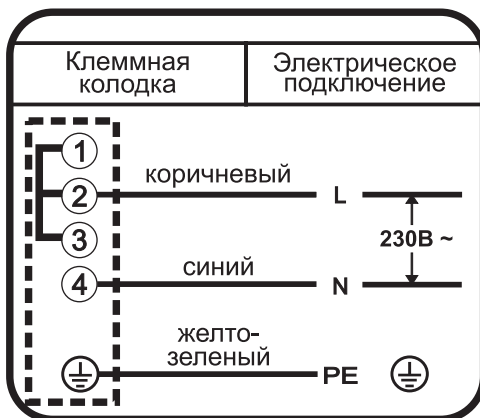 Клеммная
колодка
Электрическое
подключение
1
2
коричневый
L
3
230В ~
4
синий
N
желто-
зеленый
PE